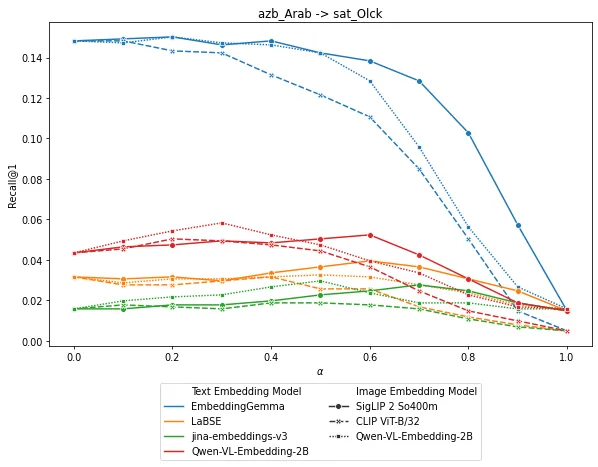 azb_Arab -> sat_Olck
Recall@1
0.14
0.12
0.10
0.08
0.06
0.04
0.02
0.00
0.0 0.2 0.4 0.6 0.8 1.0
α
Text Embedding Model
EmbeddingGemma
LaBSE
jina-embeddings-v3
Qwen-VL-Embedding-2B
Image Embedding Model
SigLIP 2 So400m
CLIP ViT-B/32
Qwen-VL-Embedding-2B